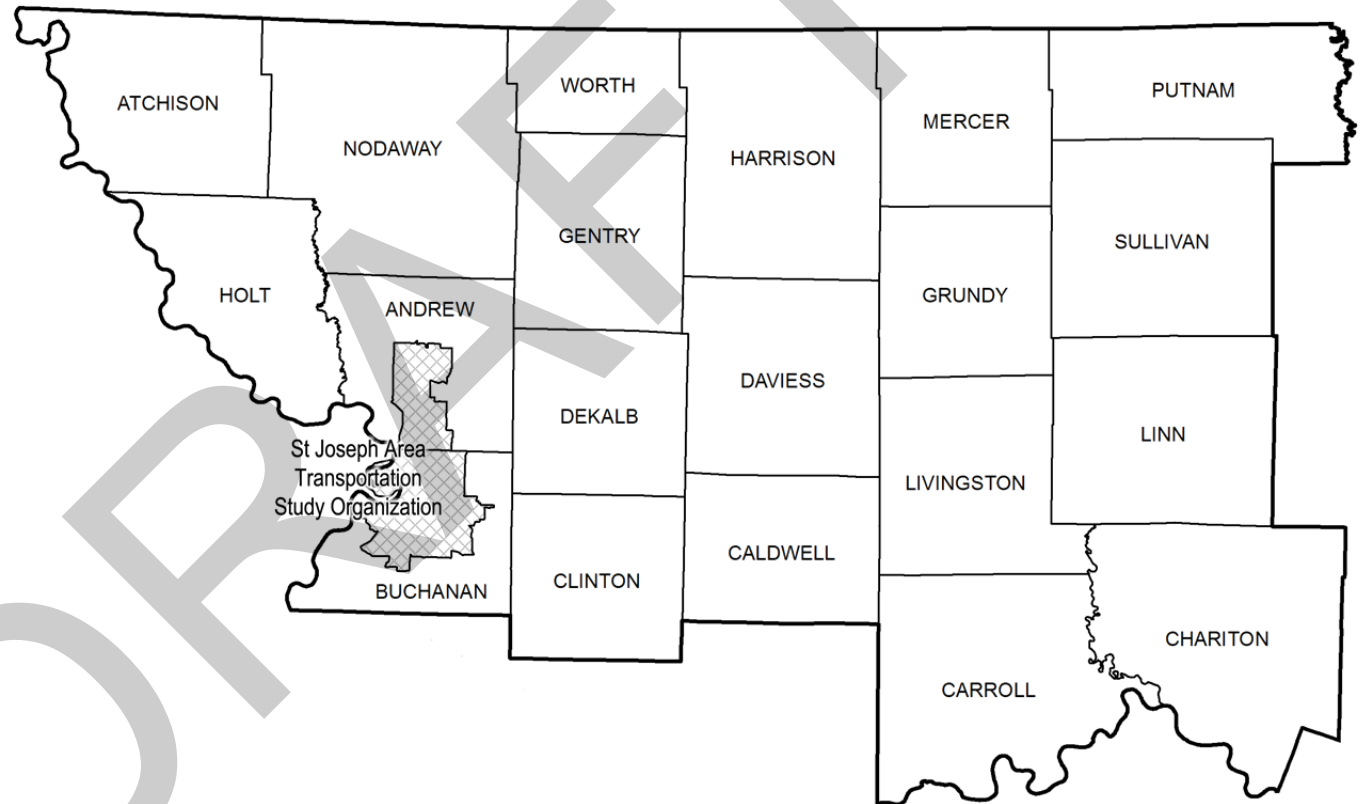 WORTH
PUTNAM
ATCHISON
MERCER
NODAWAY
HARRISON
GENTRY
SULLIVAN
HOLT
GRUNDY
ANDREW
DAVIESS
DEKALB
LINN
St Joseph Area
Transportation
Study Organization
LIVINGSTON
CALDWELL
CLINTON
BUCHANAN
CHARITON
CARROLL
DRAFT